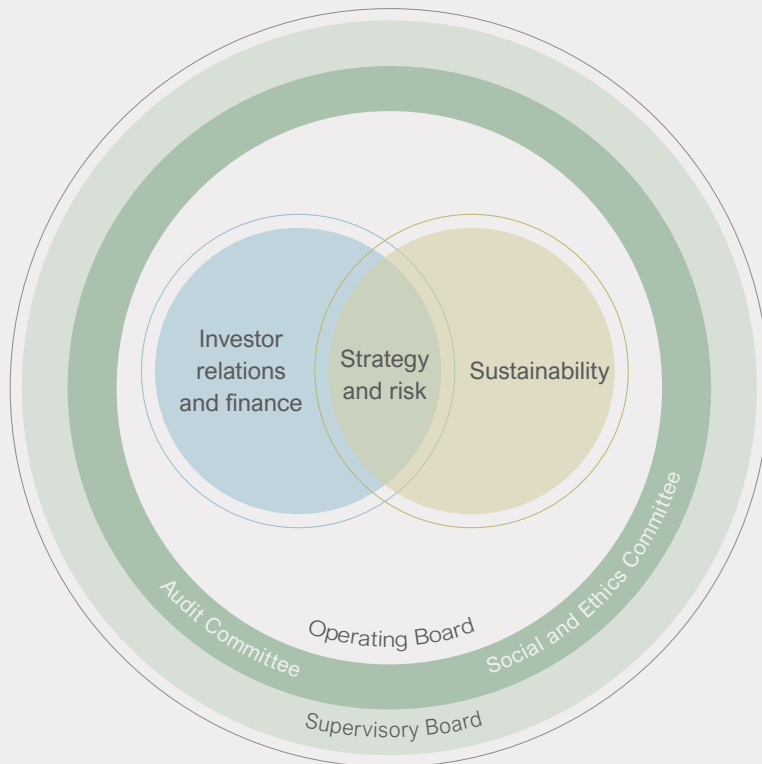 Investor
relations
and finance
Strategy
and risk
Sustainability
Operating Board
Audit Committee
Social and Ethics Committee
Supervisory Board